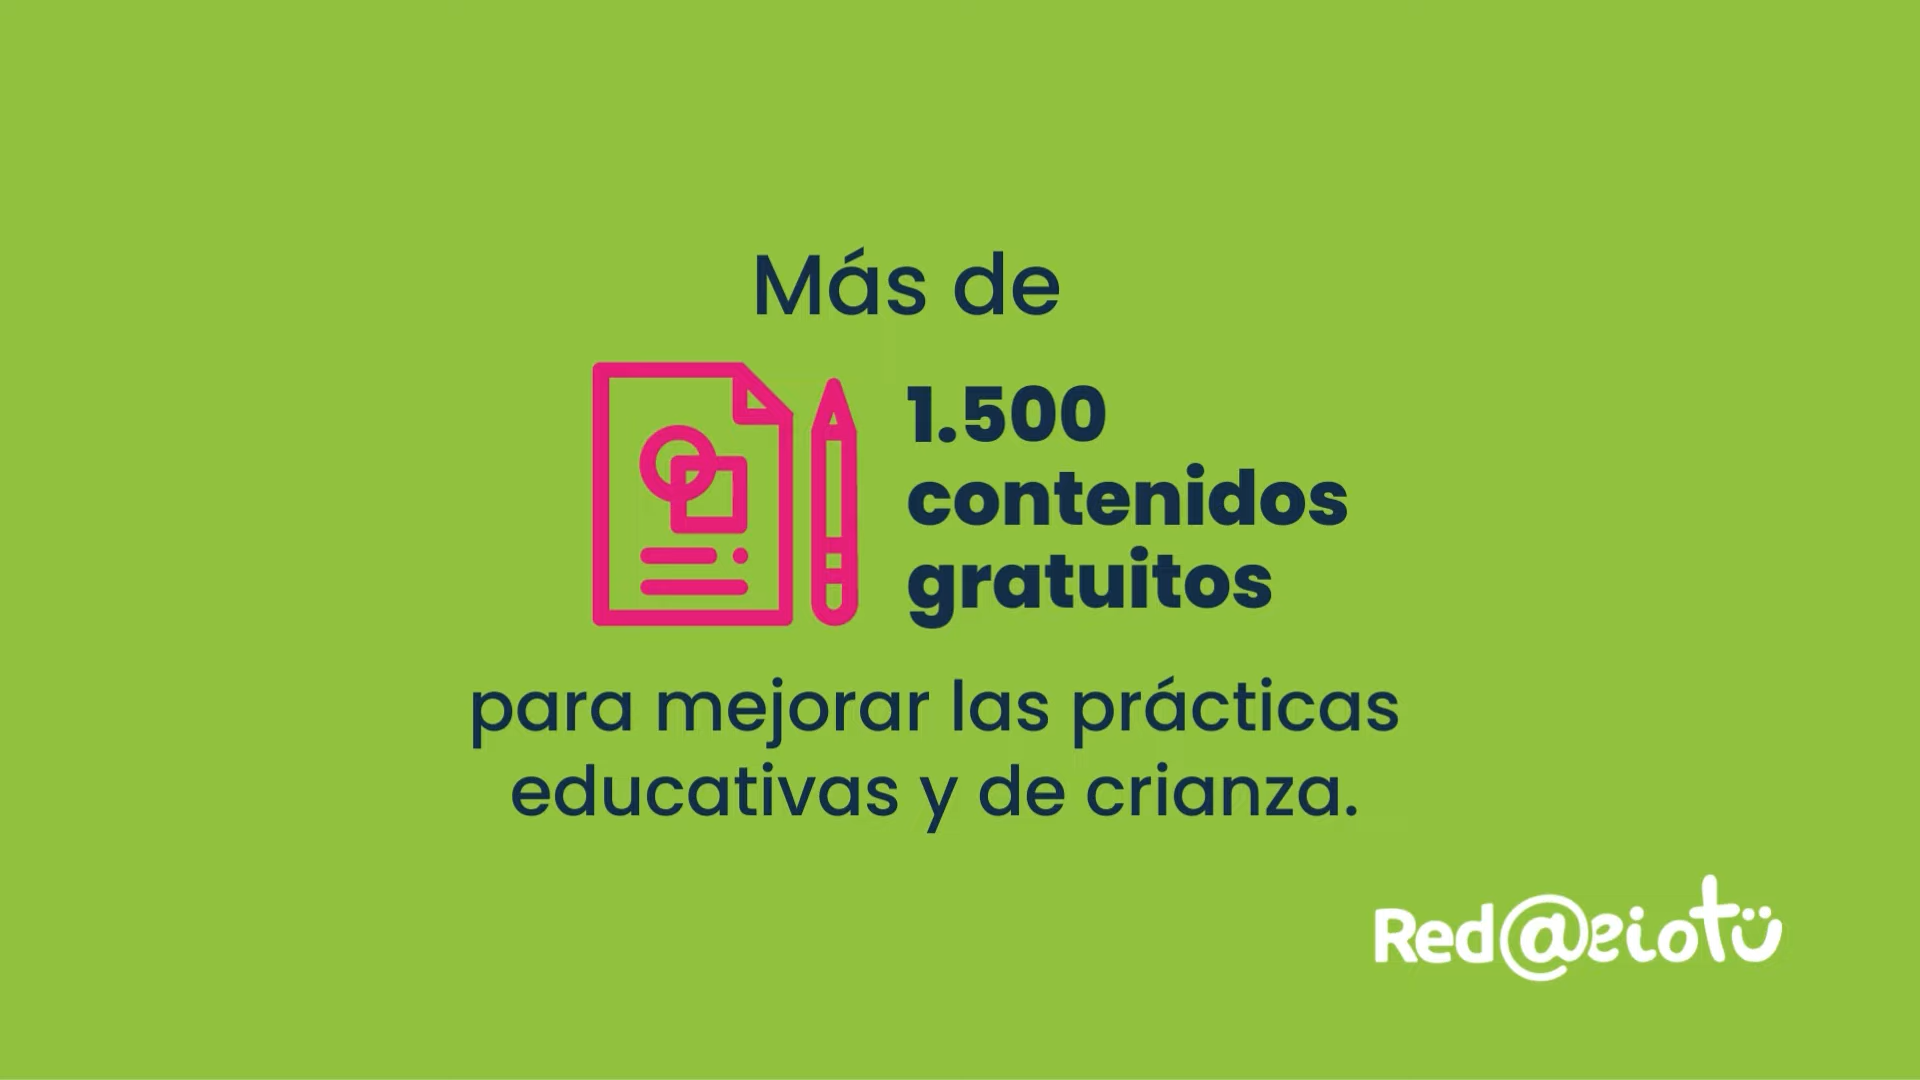 Más de
1.500
contenidos
gratuitos
para mejorar las prácticas
educativas y de crianza.
Red@eiotü